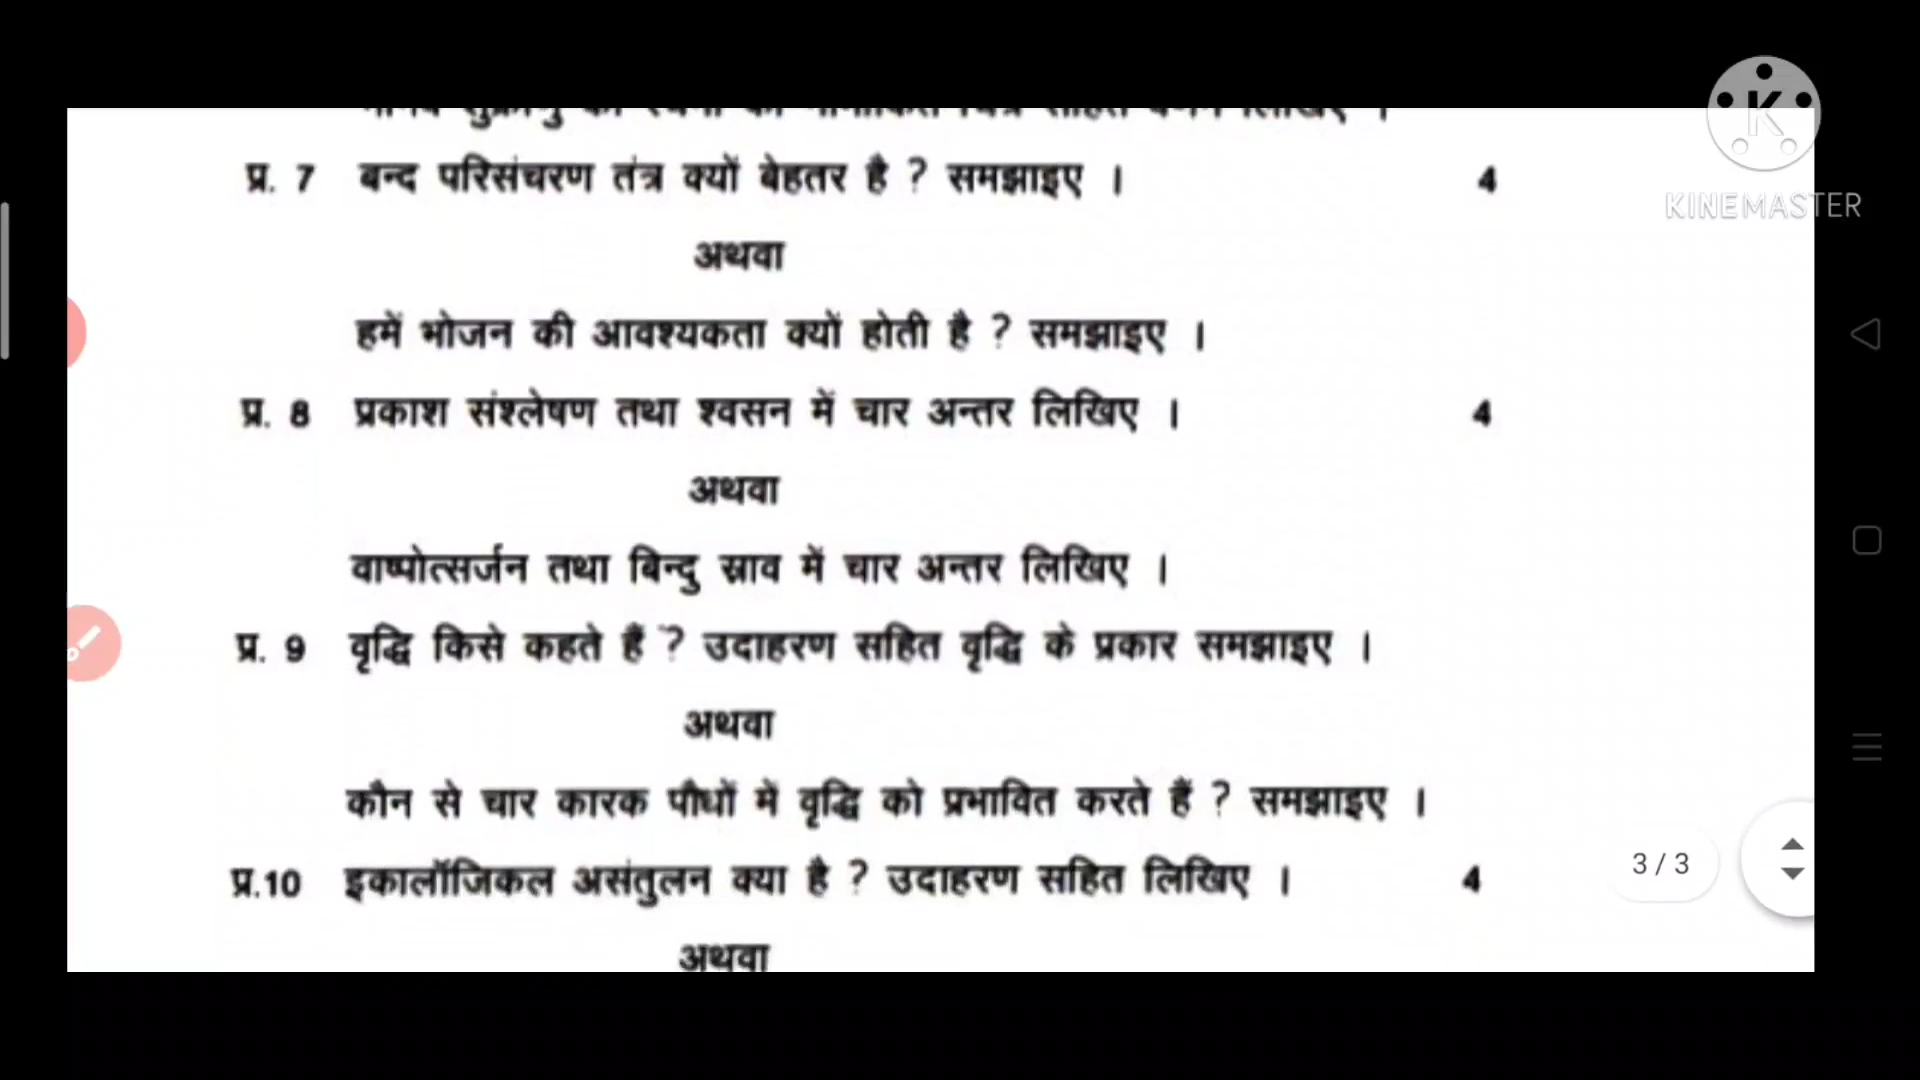 प्र. 7 बन्द परिसंचरण तंत्र क्यों बेहतर है ? समझाइए । 4
KINEMASTER
अथवा
हमें भोजन की आवश्यकता क्यों होती है ? समझाइए ।
प्र. 8 प्रकाश संश्लेषण तथा श्वसन में चार अन्तर लिखिए । 4
अथवा
वाष्पोत्सर्जन तथा बिन्दु स्राव में चार अन्तर लिखिए ।
प्र. 9 वृद्धि किसे कहते हैं ? उदाहरण सहित वृद्धि के प्रकार समझाइए ।
अथवा
कौन से चार कारक पौधों में वृद्धि को प्रभावित करते हैं ? समझाइए ।
3 / 3
प्र.10 इकालॉजिकल असंतुलन क्या है ? उदाहरण सहित लिखिए । 4
अथवा